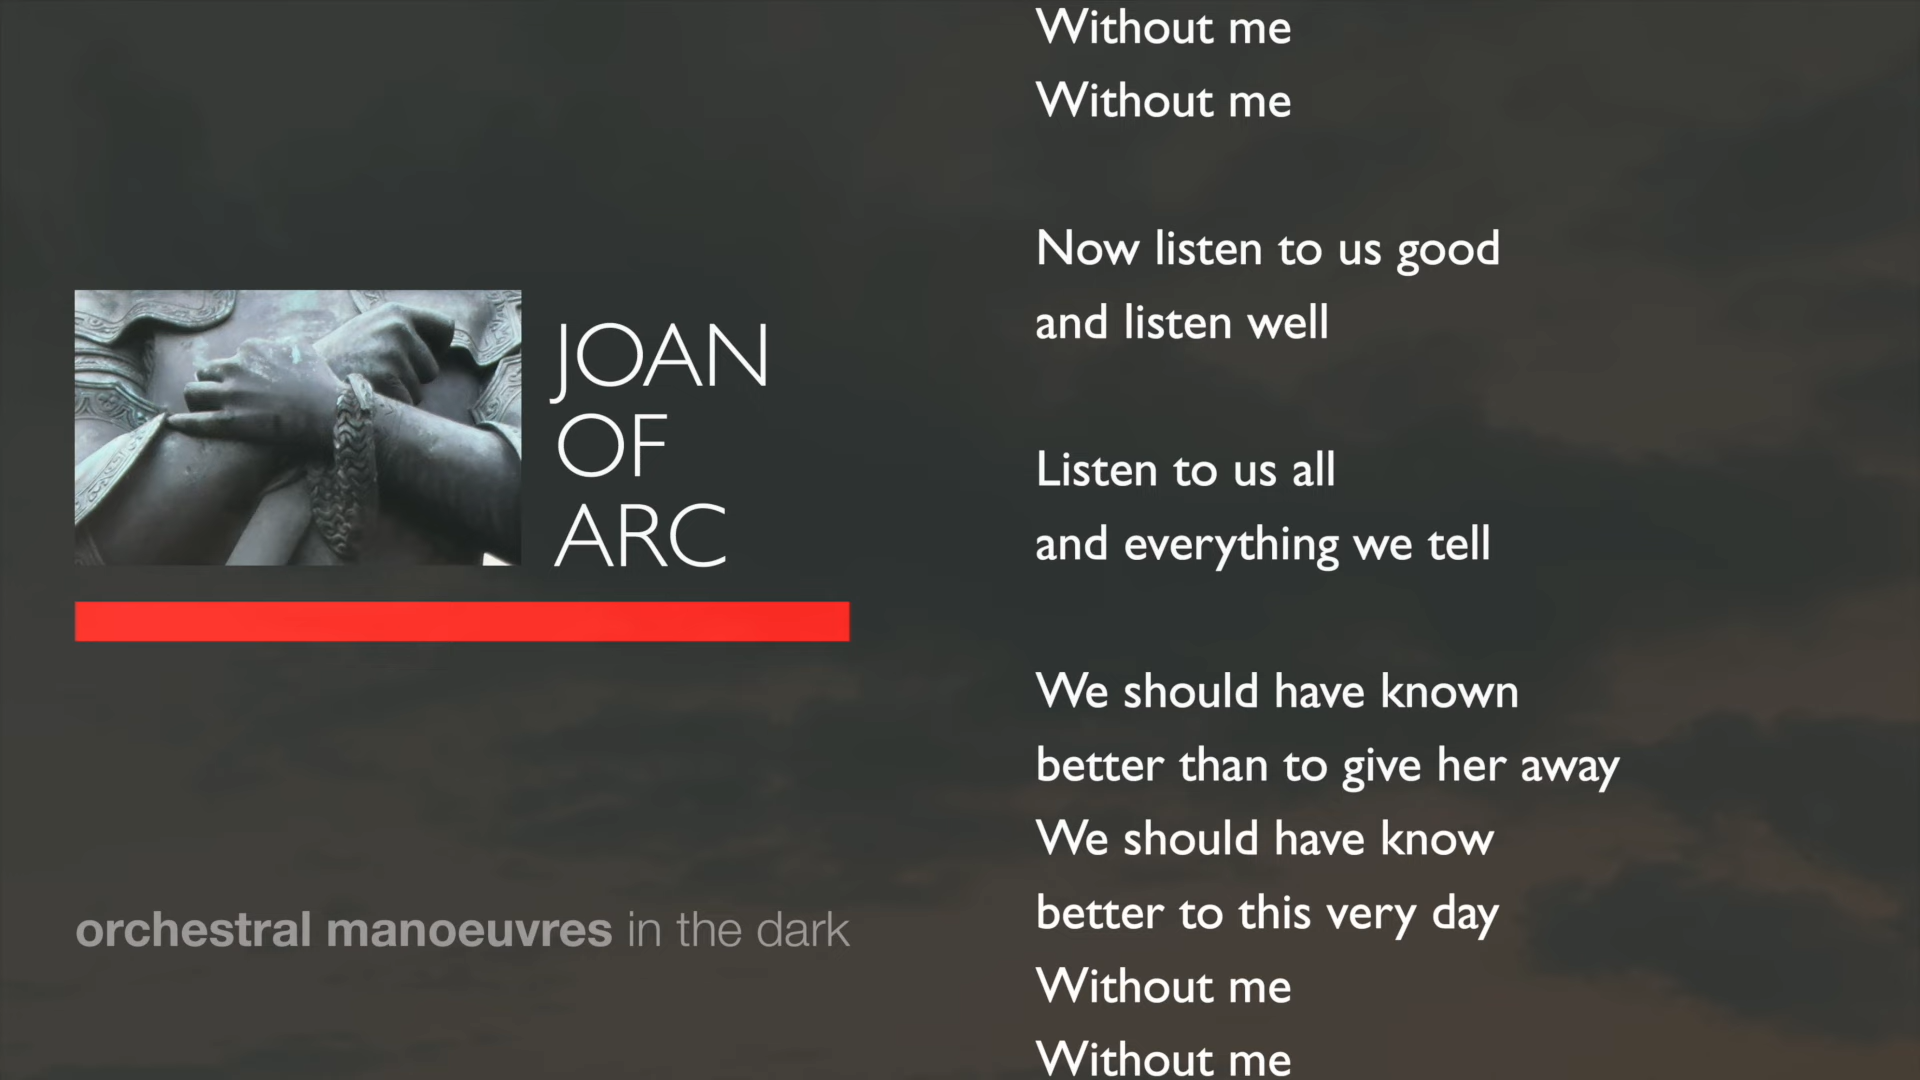 JOAN
OF
ARC
orchestral manoeuvres in the dark
Without me
Without me
Now listen to us good
and listen well
Listen to us all
and everything we tell
We should have known
better than to give her away
We should have know
better to this very day
Without me
Without me